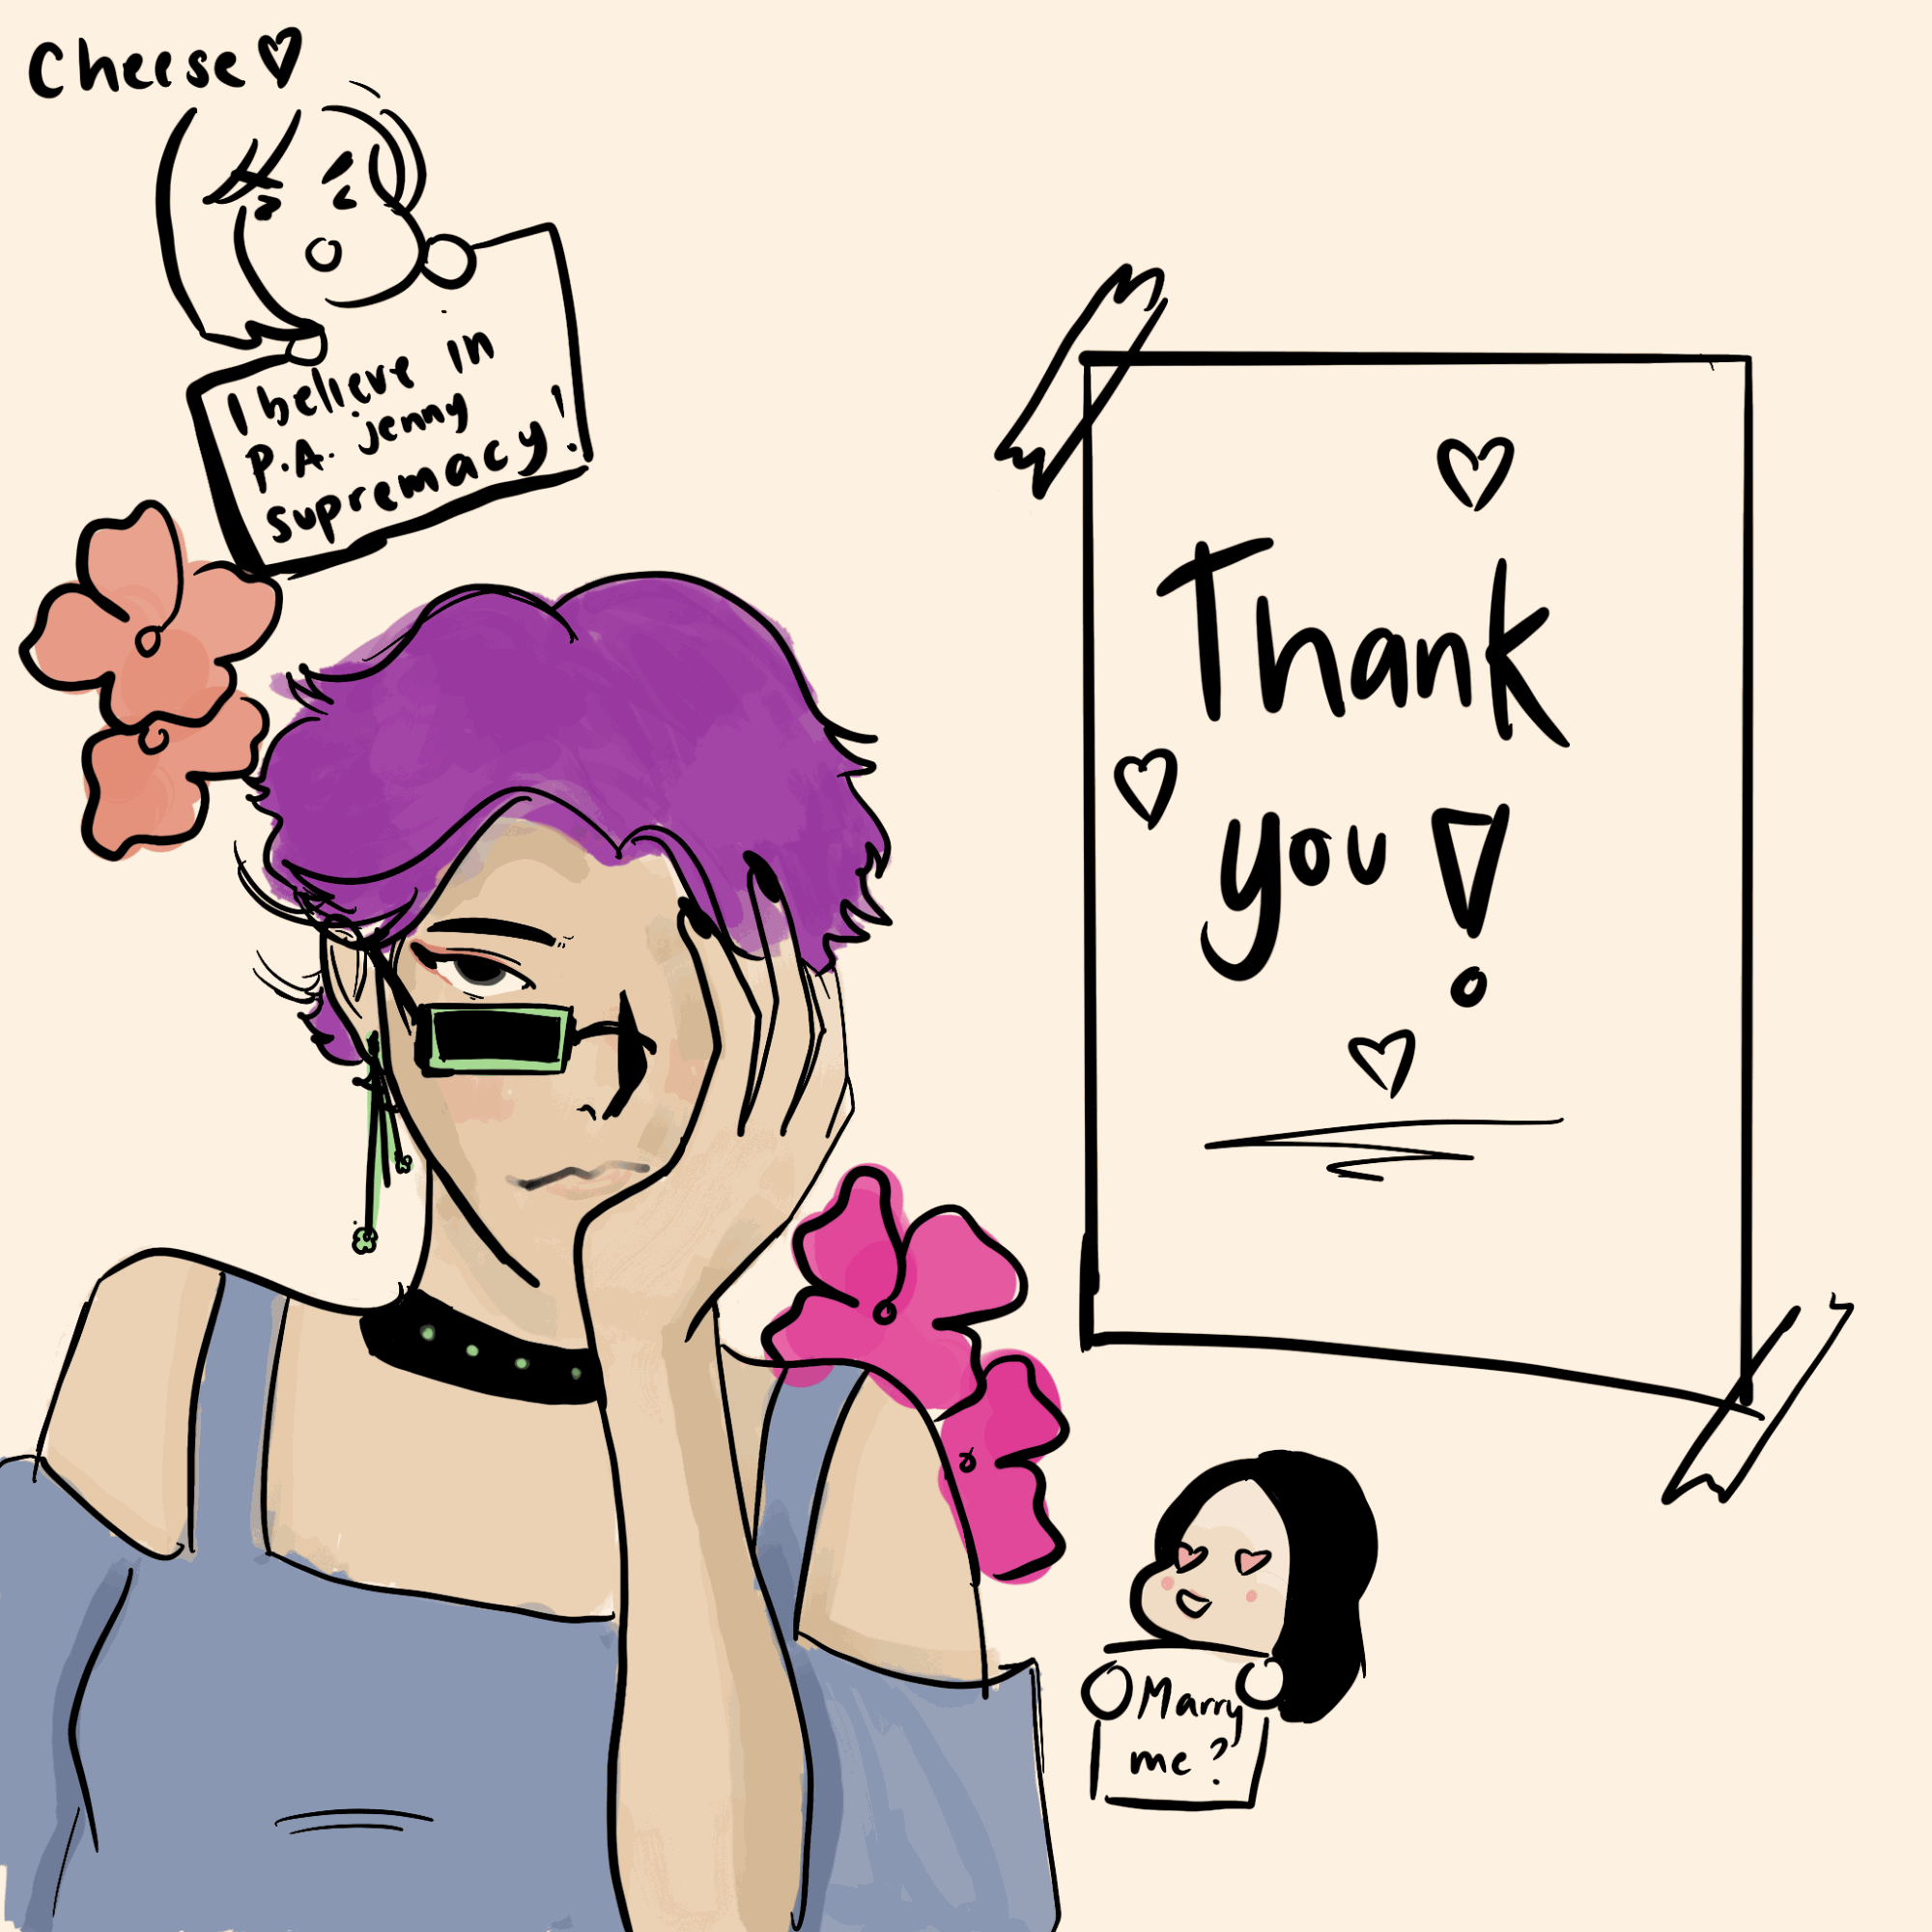 Cheese♡
I believe in
P.A. jenny
supremacy!
Thank
you!
Marry
me?